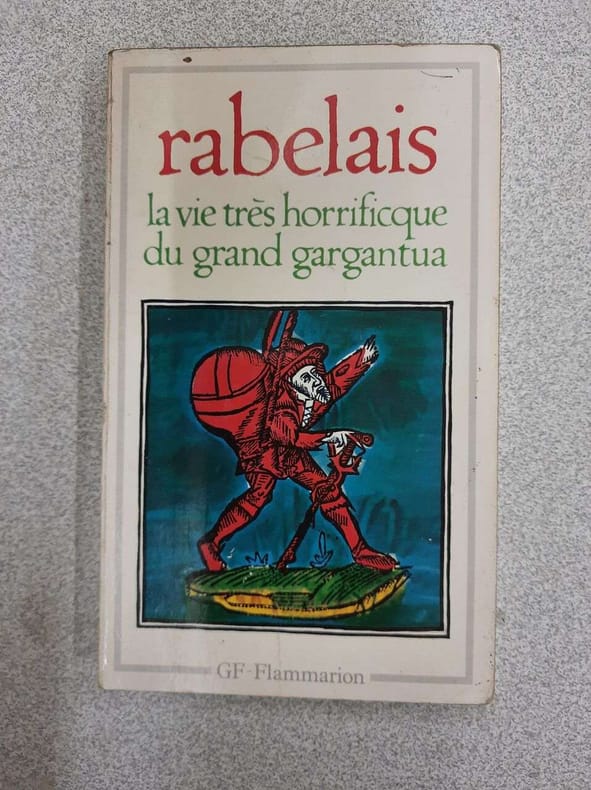 rabelais
la vie très horrificque
du grand gargantua
GF-Flammarion